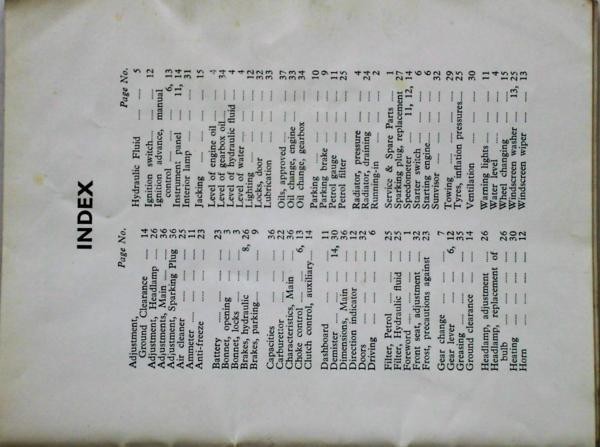 INDEX
Page No.
Adjustment,
Ground Clearance .... 14
Adjustment, Headlamp 26
Adjustments, Main .... 36
Adjustment, Sparking Plug 36
Air cleaner .... .... 25
Ammeter .... .... .... 11
Anti-freeze .... .... 23
Battery .... .... .... 23
Bonnet, opening .... 3
Bonnet, locks .... .... 3
Brakes, hydraulic .... 8, 26
Brakes, parking .... .... 9
Capacities .... .... 36
Carburettor .... .... 22
Characteristics, Main .... 36
Choke control .... 6, 13
Clutch control, auxiliary.... 14
Dashboard .... .... 11
Demister .... .... 14, 30
Dimensions, Main .... 36
Direction indicator .... 12
Doors .... .... .... 32
Driving .... .... .... 6
Filter, Petrol .... .... 25
Filter, Hydraulic fluid .... 25
Foreword .... .... .... 1
Front seat, adjustment .... 32
Frost, precautions against 23
Gear change .... .... 7
Gear lever .... .... 6, 12
Greasing .... .... .... 35
Ground clearance .... 14
Headlamp, adjustment .... 26
Headlamp, replacement of
bulb .... .... .... 26
Heating .... .... .... 30
Horn .... .... .... 12
Page No.
Hydraulic Fluid .... 5
Ignition switch.... .... 12
Ignition advance, manual
control .... .... 6, 13
Instrument panel .... 11, 14
Interior lamp .... .... 31
Jacking .... .... .... 15
Level of engine oil .... 4
Level of gearbox oil.... 34
Level of hydraulic fluid 4
Level of water.... .... 4
Lighting .... .... .... 12
Locks, door .... .... 32
Lubrication .... .... 33
Oils, approved .... .... 37
Oil change, engine .... 33
Oil change, gearbox .... 34
Parking .... .... .... 10
Parking brake .... .... 9
Petrol gauge .... .... 11
Petrol filter .... .... 25
Radiator, pressure .... 4
Radiator, draining .... 24
Running-in .... .... 2
Service & Spare Parts .... 1
Sparking plug, replacement 27
Speedometer .... 11, 12, 14
Starter switch .... .... 6
Starting engine.... .... 6
Sunvisor .... .... .... 32
Towing .... .... .... 29
Tyres, inflation pressures.... 25
Ventilation .... .... 30
Warning lights .... .... 11
Water level .... .... 4
Wheel changing .... 15
Windscreen washer 13, 25
Windscreen wiper .... 13